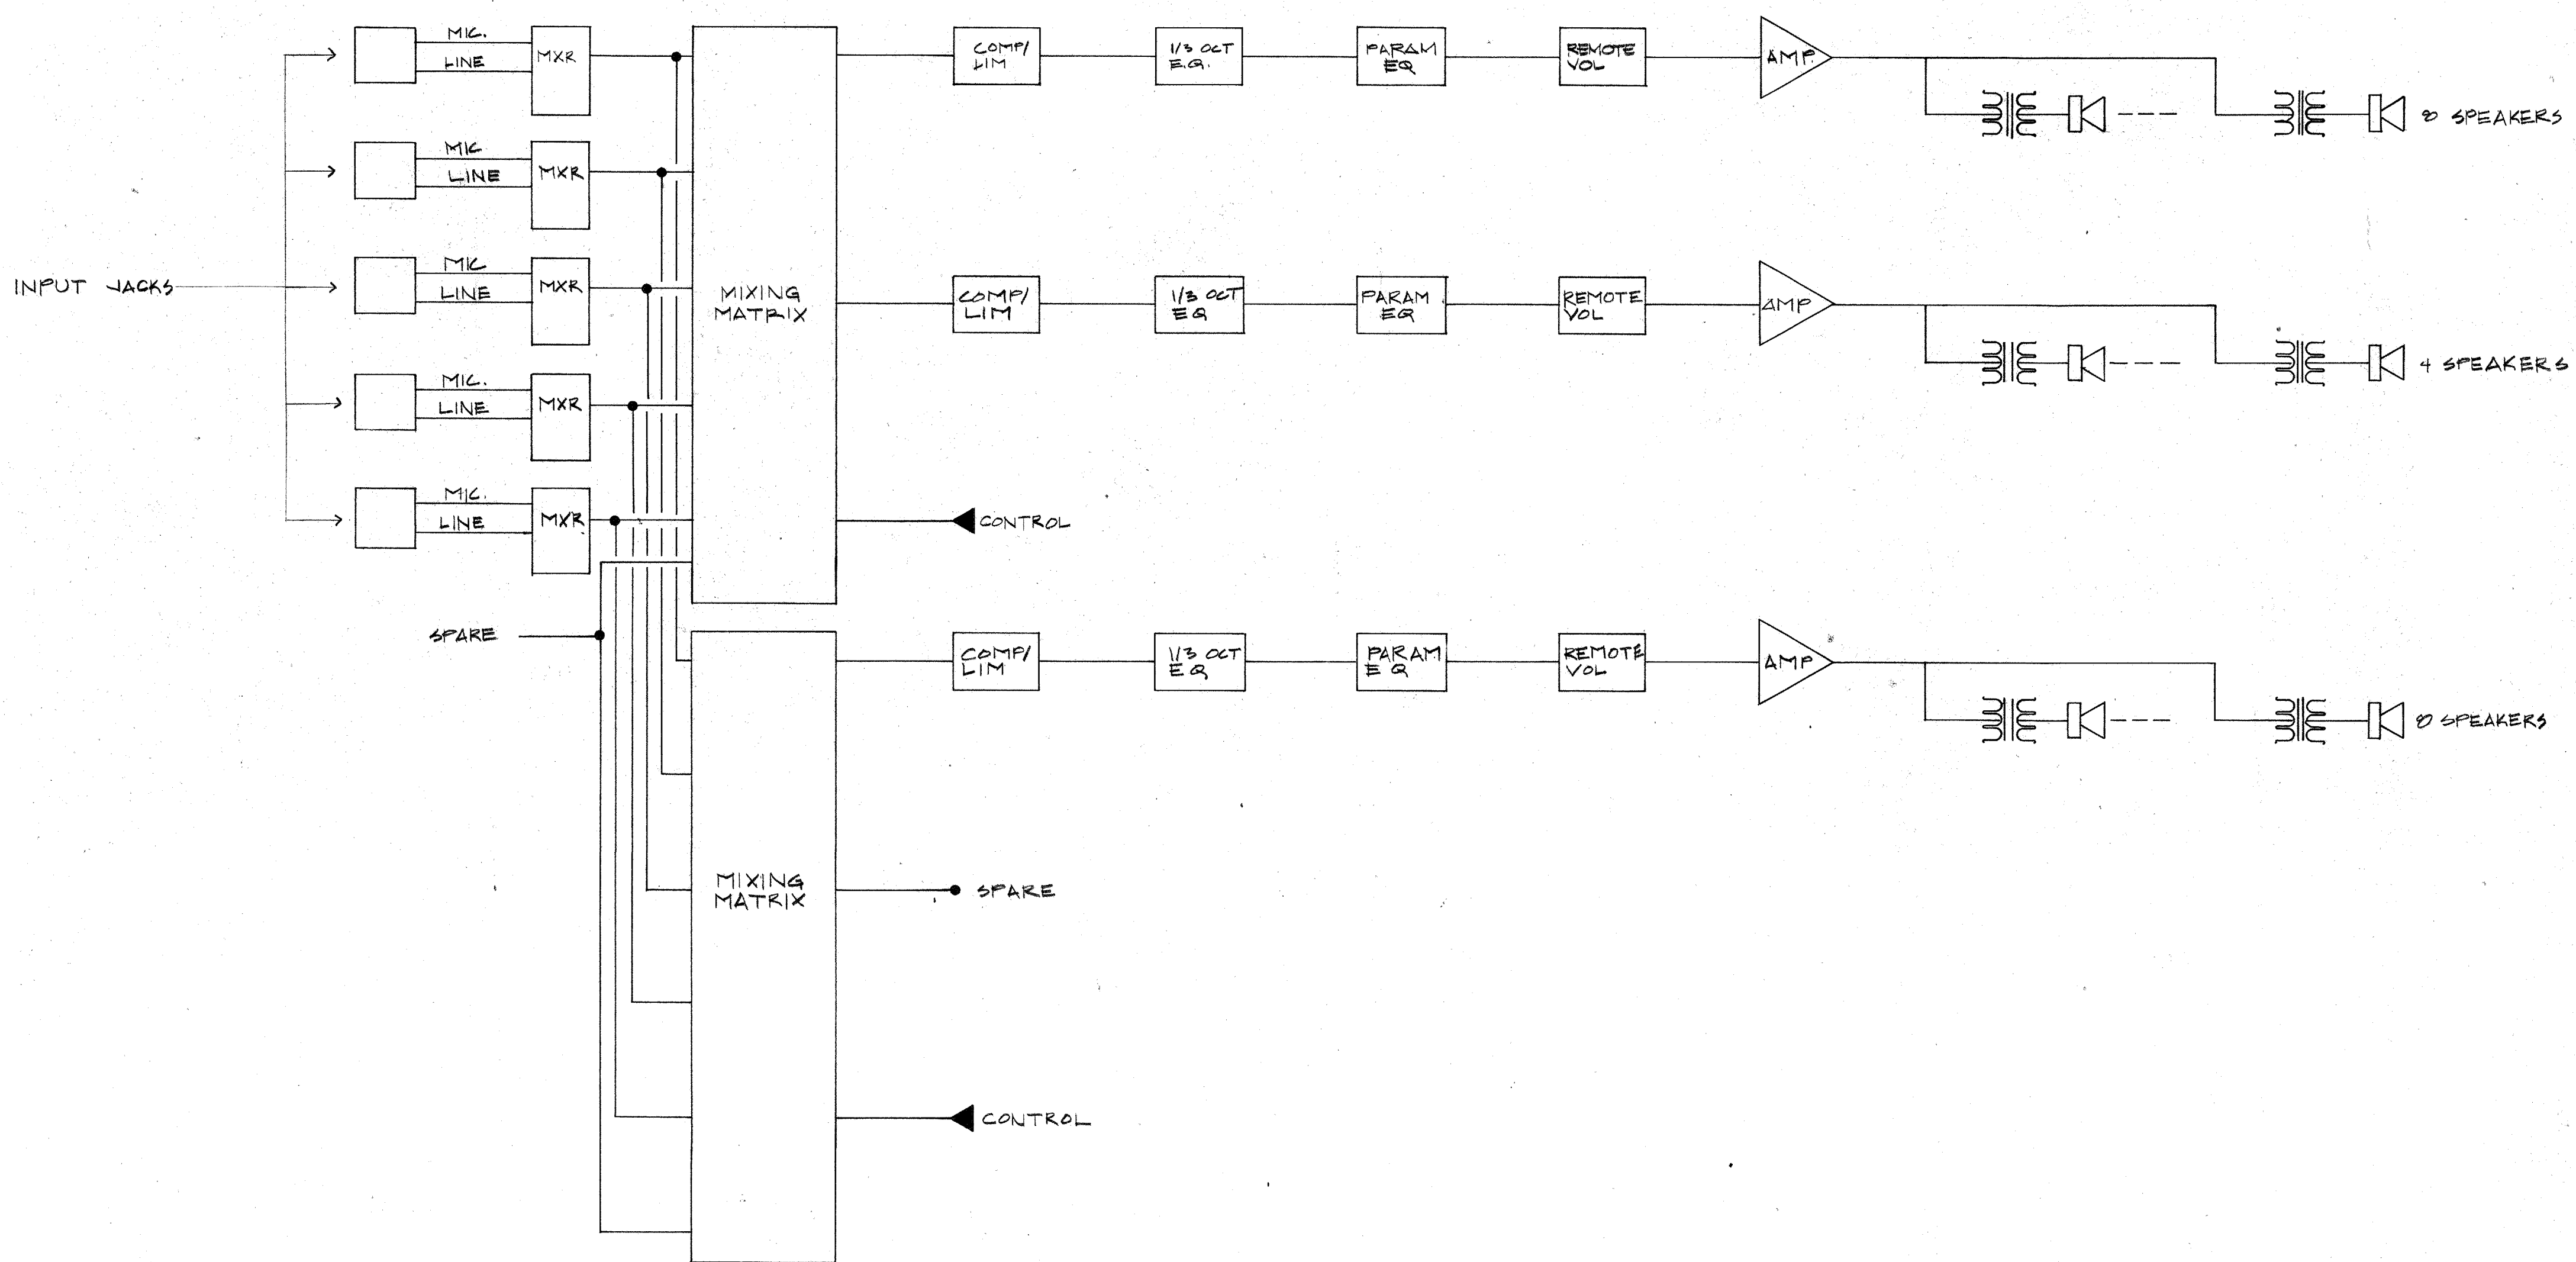 MIC.
LINE
MXR
COMP/
LIM
1/3 OCT
E.Q.
PARAM
EQ
REMOTE
VOL
AMP.
8 SPEAKERS
MIC
LINE
MXR
INPUT JACKS
MIC
LINE
MXR
MIXING
MATRIX
COMP/
LIM
1/3 OCT
EQ
PARAM
EQ
REMOTE
VOL
AMP
4 SPEAKERS
MIC.
LINE
MXR
MIC.
LINE
MXR
CONTROL
SPARE
COMP/
LIM
1/3 OCT
EQ
PARAM
EQ
REMOTE
VOL
AMP
8 SPEAKERS
MIXING
MATRIX
SPARE
CONTROL